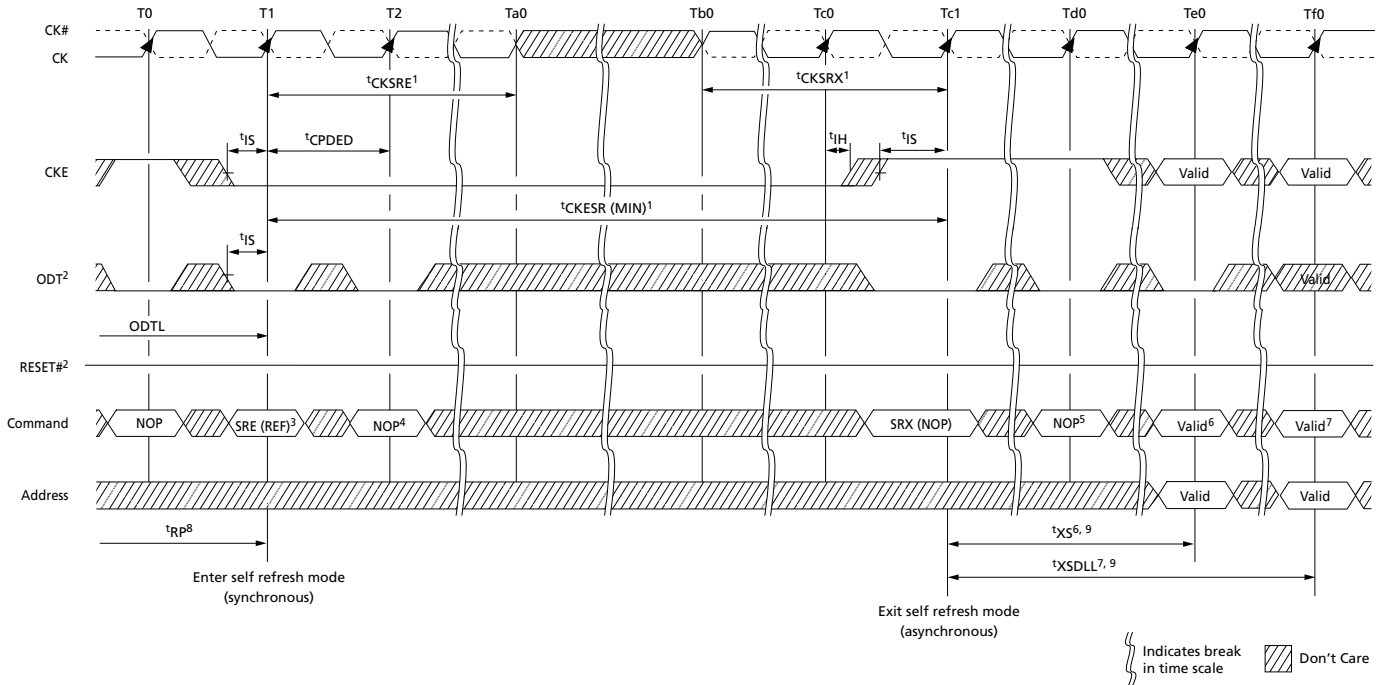 T0 T1 T2 Ta0 Tb0 Tc0 Tc1 Td0 Te0 Tf0
CK#
CK
tCKSRE1 tCKSRX1
tIS tCPDED tIH tIS
CKE Valid Valid
tCKESR (MIN)1
tIS
ODT2 Valid
ODTL
RESET#2
Command NOP SRE (REF)3 NOP4 SRX (NOP) NOP5 Valid6 Valid7
Address Valid Valid
tRP8 tXS6, 9
Enter self refresh mode
(synchronous)
tXSDLL7, 9
Exit self refresh mode
(asynchronous)
Indicates break
in time scale
Don't Care